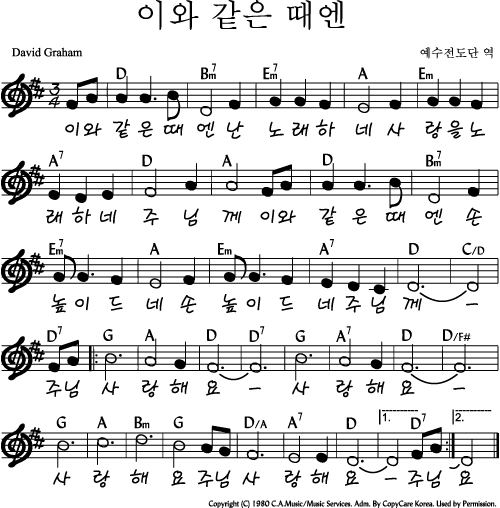 이와 같은 때엔
David Graham 예수전도단 역
D Bm7 Em7 Em7 A Em
이와 같은 때 엔 난 노 래 하 네 사 랑을 노
A7 D A D D Bm7
래 하 네 주 님 께 이와 같 은 때 엔 손
Em7 A Em A7 D C/D
높이 드 네 손 높이 드 네 주 님 께 -
D7 G A D D7 G A7 D D/F#
주님 사 랑 해 요 - 사 랑 해 요 -
G A Bm G D/A A7 D 1. D7 2.
사 랑 해 요 주님 사 랑 해 요 - 주님 요
Copyright (C) 1980 C.A.Music/Music Services. Adm. By CopyCare Korea. Used by Permission.